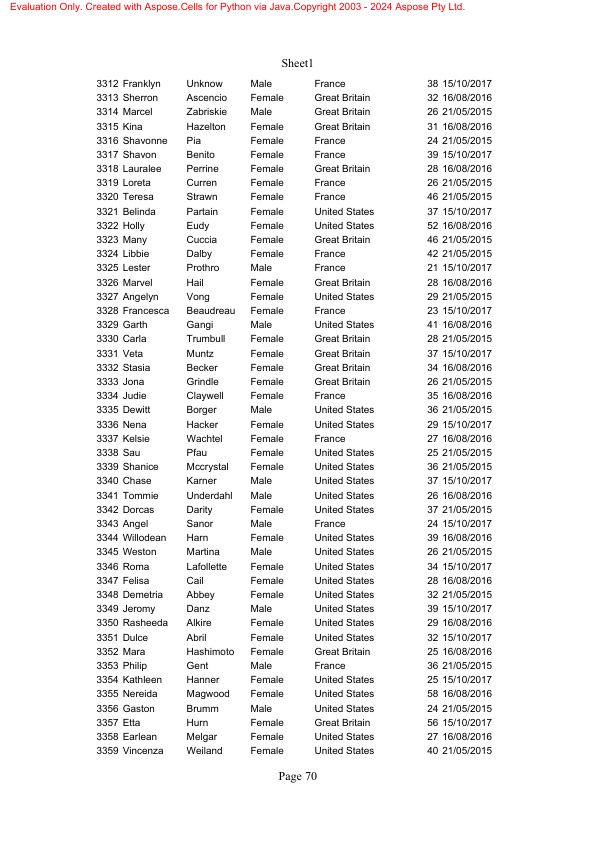 Evaluation Only. Created with Aspose.Cells for Python via Java.Copyright 2003 - 2024 Aspose Pty Ltd.
Sheet1
3312 Franklyn Unknow Male France 38 15/10/2017
3313 Sherron Ascencio Female Great Britain 32 16/08/2016
3314 Marcel Zabriskie Male Great Britain 26 21/05/2015
3315 Kina Hazelton Female Great Britain 31 16/08/2016
3316 Shavonne Pia Female France 24 21/05/2015
3317 Shavon Benito Female France 39 15/10/2017
3318 Lauralee Perrine Female Great Britain 28 16/08/2016
3319 Loreta Curren Female France 26 21/05/2015
3320 Teresa Strawn Female France 46 21/05/2015
3321 Belinda Partain Female United States 37 15/10/2017
3322 Holly Eudy Female United States 52 16/08/2016
3323 Many Cuccia Female Great Britain 46 21/05/2015
3324 Libbie Dalby Female France 42 21/05/2015
3325 Lester Prothro Male France 21 15/10/2017
3326 Marvel Hail Female Great Britain 28 16/08/2016
3327 Angelyn Vong Female United States 29 21/05/2015
3328 Francesca Beaudreau Female France 23 15/10/2017
3329 Garth Gangi Male United States 41 16/08/2016
3330 Carla Trumbull Female Great Britain 28 21/05/2015
3331 Veta Muntz Female Great Britain 37 15/10/2017
3332 Stasia Becker Female Great Britain 34 16/08/2016
3333 Jona Grindle Female Great Britain 26 21/05/2015
3334 Judie Claywell Female France 35 16/08/2016
3335 Dewitt Borger Male United States 36 21/05/2015
3336 Nena Hacker Female United States 29 15/10/2017
3337 Kelsie Wachtel Female France 27 16/08/2016
3338 Sau Pfau Female United States 25 21/05/2015
3339 Shanice Mccrystal Female United States 36 21/05/2015
3340 Chase Karner Male United States 37 15/10/2017
3341 Tommie Underdahl Male United States 26 16/08/2016
3342 Dorcas Darity Female United States 37 21/05/2015
3343 Angel Sanor Male France 24 15/10/2017
3344 Willodean Harn Female United States 39 16/08/2016
3345 Weston Martina Male United States 26 21/05/2015
3346 Roma Lafollette Female United States 34 15/10/2017
3347 Felisa Cail Female United States 28 16/08/2016
3348 Demetria Abbey Female United States 32 21/05/2015
3349 Jeromy Danz Male United States 39 15/10/2017
3350 Rasheeda Alkire Female United States 29 16/08/2016
3351 Dulce Abril Female United States 32 15/10/2017
3352 Mara Hashimoto Female Great Britain 25 16/08/2016
3353 Philip Gent Male France 36 21/05/2015
3354 Kathleen Hanner Female United States 25 15/10/2017
3355 Nereida Magwood Female United States 58 16/08/2016
3356 Gaston Brumm Male United States 24 21/05/2015
3357 Etta Hurn Female Great Britain 56 15/10/2017
3358 Earlean Melgar Female United States 27 16/08/2016
3359 Vincenza Weiland Female United States 40 21/05/2015
Page 70